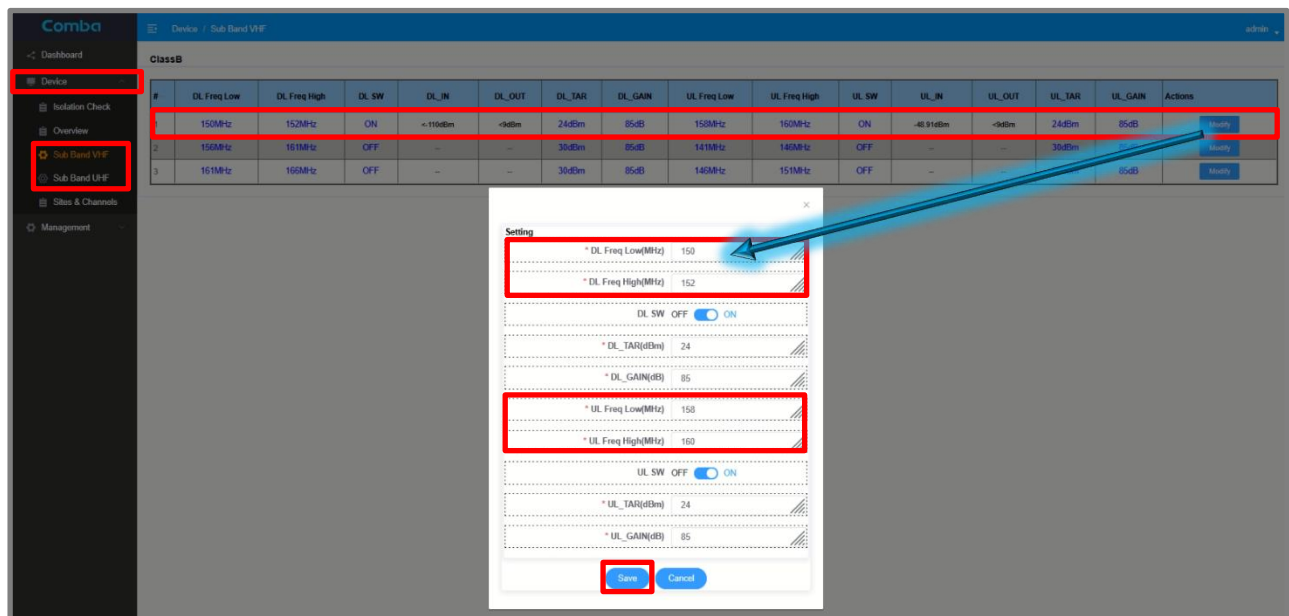 Comba
Device / Sub Band VHF
admin
Dashboard
ClassB
Device
Isolation Check
Overview
Sub Band VHF
Sub Band UHF
Sites & Channels
Management
# DL Freq Low DL Freq High DL SW DL_IN DL_OUT DL_TAR DL_GAIN UL Freq Low UL Freq High UL SW UL_IN UL_OUT UL_TAR UL_GAIN Actions
150MHz 152MHz ON <-110dBm <9dBm 24dBm 85dB 158MHz 160MHz ON -48.91dBm <9dBm 24dBm 85dB Modify
2 156MHz 161MHz OFF -- -- 30dBm 85dB 141MHz 146MHz OFF -- -- 30dBm Modify
3 161MHz 166MHz OFF -- -- 30dBm 85dB 146MHz 151MHz OFF -- 85dB Modify
×
Setting
* DL Freq Low(MHz) 150
* DL Freq High(MHz) 152
DL SW OFF ON
* DL_TAR(dBm) 24
* DL_GAIN(dB) 85
* UL Freq Low(MHz) 158
* UL Freq High(MHz) 160
UL SW OFF ON
* UL_TAR(dBm) 24
* UL_GAIN(dB) 85
Save Cancel